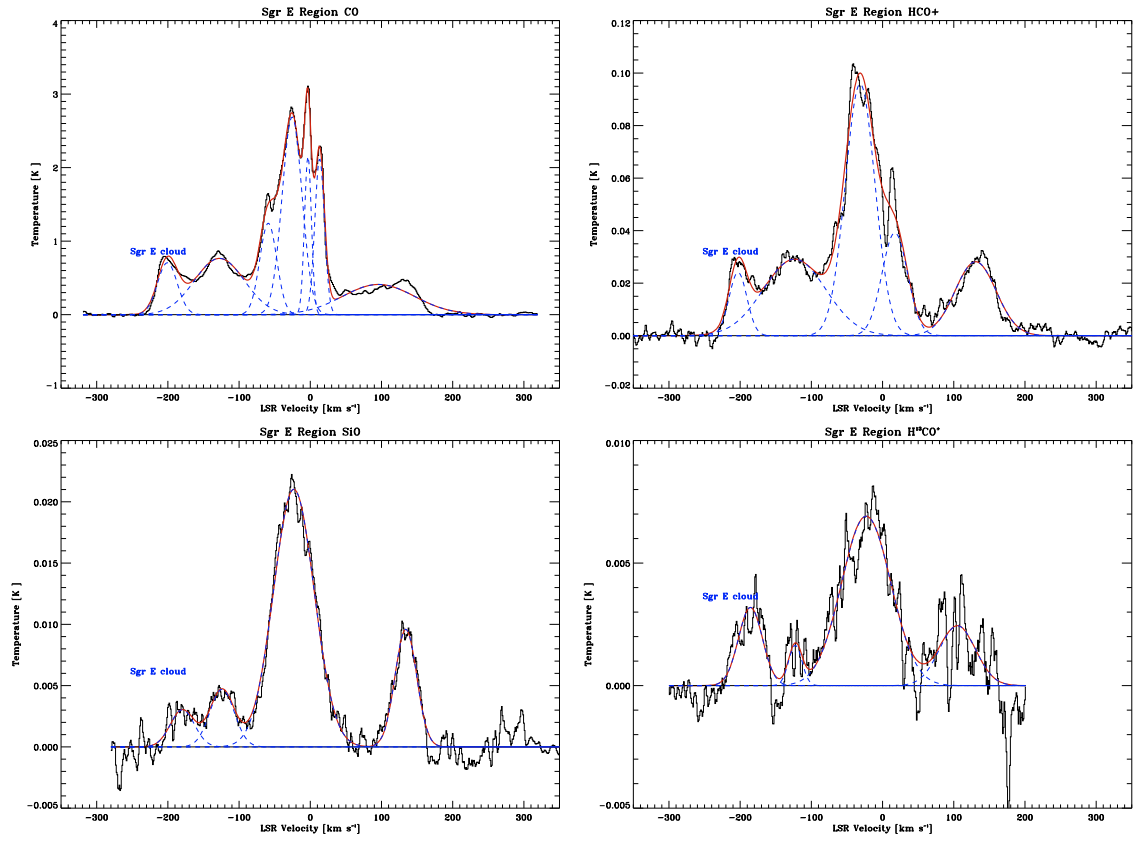 Sgr E Region CO
4
3
2
1
0
−1
Temperature [K]
Sgr E cloud
−300 −200 −100 0 100 200 300
LSR Velocity [km s⁻¹]
Sgr E Region HCO+
0.12
0.10
0.08
0.06
0.04
0.02
0.00
−0.02
Temperature [K]
Sgr E cloud
−300 −200 −100 0 100 200 300
LSR Velocity [km s⁻¹]
Sgr E Region SiO
0.025
0.020
0.015
0.010
0.005
0.000
−0.005
Temperature [K]
Sgr E cloud
−300 −200 −100 0 100 200 300
LSR Velocity [km s⁻¹]
Sgr E Region H¹³CO⁺
0.010
0.005
0.000
−0.005
Temperature [K]
Sgr E cloud
−300 −200 −100 0 100 200 300
LSR Velocity [km s⁻¹]